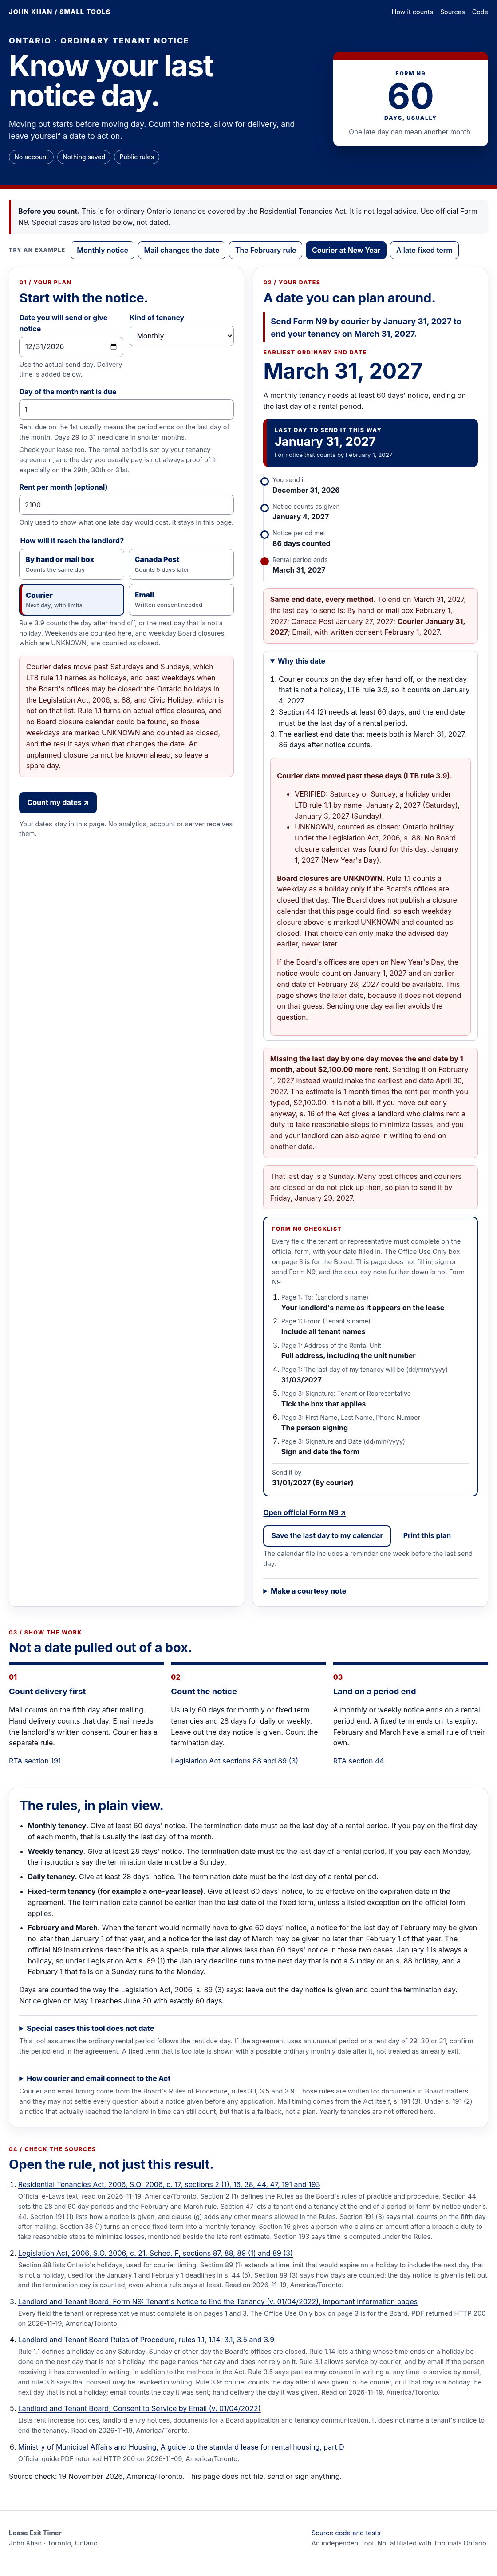 JOHN KHAN / SMALL TOOLS
How it counts Sources Code
ONTARIO · ORDINARY TENANT NOTICE
Know your last
notice day.
Moving out starts before moving day. Count the notice, allow for delivery, and
leave yourself a date to act on.
No account Nothing saved Public rules
FORM N9
60
DAYS, USUALLY
One late day can mean another month.
Before you count. This is for ordinary Ontario tenancies covered by the Residential Tenancies Act. It is not legal advice. Use official Form
N9. Special cases are listed below, not dated.
TRY AN EXAMPLE Monthly notice Mail changes the date The February rule Courier at New Year A late fixed term
01 / YOUR PLAN
Start with the notice.
Date you will send or give
notice
12/31/2026
Use the actual send day. Delivery
time is added below.
Kind of tenancy
Monthly
Day of the month rent is due
1
Rent due on the 1st usually means the period ends on the last day of
the month. Days 29 to 31 need care in shorter months.
Check your lease too. The rental period is set by your tenancy
agreement, and the day you usually pay is not always proof of it,
especially on the 29th, 30th or 31st.
Rent per month (optional)
2100
Only used to show what one late day could cost. It stays in this page.
How will it reach the landlord?
By hand or mail box
Counts the same day
Canada Post
Counts 5 days later
Courier
Next day, with limits
Email
Written consent needed
Rule 3.9 counts the day after hand off, or the next day that is not a
holiday. Weekends are counted here, and weekday Board closures,
which are UNKNOWN, are counted as closed.
Courier dates move past Saturdays and Sundays, which
LTB rule 1.1 names as holidays, and past weekdays when
the Board's offices may be closed: the Ontario holidays in
the Legislation Act, 2006, s. 88, and Civic Holiday, which is
not on that list. Rule 1.1 turns on actual office closures, and
no Board closure calendar could be found, so those
weekdays are marked UNKNOWN and counted as closed,
and the result says when that changes the date. An
unplanned closure cannot be known ahead, so leave a
spare day.
Count my dates ↗
Your dates stay in this page. No analytics, account or server receives
them.
02 / YOUR DATES
A date you can plan around.
Send Form N9 by courier by January 31, 2027 to
end your tenancy on March 31, 2027.
EARLIEST ORDINARY END DATE
March 31, 2027
A monthly tenancy needs at least 60 days' notice, ending on
the last day of a rental period.
LAST DAY TO SEND IT THIS WAY
January 31, 2027
For notice that counts by February 1, 2027
You send it
December 31, 2026
Notice counts as given
January 4, 2027
Notice period met
86 days counted
Rental period ends
March 31, 2027
Same end date, every method. To end on March 31, 2027,
the last day to send is: By hand or mail box February 1,
2027; Canada Post January 27, 2027; Courier January 31,
2027; Email, with written consent February 1, 2027.
▼ Why this date
1. Courier counts on the day after hand off, or the next day
that is not a holiday, LTB rule 3.9, so it counts on January
4, 2027.
2. Section 44 (2) needs at least 60 days, and the end date
must be the last day of a rental period.
3. The earliest end date that meets both is March 31, 2027,
86 days after notice counts.
Courier date moved past these days (LTB rule 3.9).
• VERIFIED: Saturday or Sunday, a holiday under
LTB rule 1.1 by name: January 2, 2027 (Saturday),
January 3, 2027 (Sunday).
• UNKNOWN, counted as closed: Ontario holiday
under the Legislation Act, 2006, s. 88. No Board
closure calendar was found for this day: January
1, 2027 (New Year's Day).
Board closures are UNKNOWN. Rule 1.1 counts a
weekday as a holiday only if the Board's offices are
closed that day. The Board does not publish a closure
calendar that this page could find, so each weekday
closure above is marked UNKNOWN and counted as
closed. That choice can only make the advised day
earlier, never later.
If the Board's offices are open on New Year's Day, the
notice would count on January 1, 2027 and an earlier
end date of February 28, 2027 could be available. This
page shows the later date, because it does not depend
on that guess. Sending one day earlier avoids the
question.
Missing the last day by one day moves the end date by 1
month, about $2,100.00 more rent. Sending it on February
1, 2027 instead would make the earliest end date April 30,
2027. The estimate is 1 month times the rent per month you
typed, $2,100.00. It is not a bill. If you move out early
anyway, s. 16 of the Act gives a landlord who claims rent a
duty to take reasonable steps to minimize losses, and you
and your landlord can also agree in writing to end on
another date.
That last day is a Sunday. Many post offices and couriers
are closed or do not pick up then, so plan to send it by
Friday, January 29, 2027.
FORM N9 CHECKLIST
Every field the tenant or representative must complete on the
official form, with your date filled in. The Office Use Only box
on page 3 is for the Board. This page does not fill in, sign or
send Form N9, and the courtesy note further down is not Form
N9.
1. Page 1: To: (Landlord's name)
Your landlord's name as it appears on the lease
2. Page 1: From: (Tenant's name)
Include all tenant names
3. Page 1: Address of the Rental Unit
Full address, including the unit number
4. Page 1: The last day of my tenancy will be (dd/mm/yyyy)
31/03/2027
5. Page 3: Signature: Tenant or Representative
Tick the box that applies
6. Page 3: First Name, Last Name, Phone Number
The person signing
7. Page 3: Signature and Date (dd/mm/yyyy)
Sign and date the form
Send it by
31/01/2027 (By courier)
Open official Form N9 ↗
Save the last day to my calendar Print this plan
The calendar file includes a reminder one week before the last send
day.
► Make a courtesy note
03 / SHOW THE WORK
Not a date pulled out of a box.
01
Count delivery first
Mail counts on the fifth day after mailing.
Hand delivery counts that day. Email needs
the landlord's written consent. Courier has a
separate rule.
RTA section 191
02
Count the notice
Usually 60 days for monthly or fixed term
tenancies and 28 days for daily or weekly.
Leave out the day notice is given. Count the
termination day.
Legislation Act sections 88 and 89 (3)
03
Land on a period end
A monthly or weekly notice ends on a rental
period end. A fixed term ends on its expiry.
February and March have a small rule of their
own.
RTA section 44
The rules, in plain view.
• Monthly tenancy. Give at least 60 days' notice. The termination date must be the last day of a rental period. If you pay on the first day
of each month, that is usually the last day of the month.
• Weekly tenancy. Give at least 28 days' notice. The termination date must be the last day of a rental period. If you pay each Monday,
the instructions say the termination date must be a Sunday.
• Daily tenancy. Give at least 28 days' notice. The termination date must be the last day of a rental period.
• Fixed-term tenancy (for example a one-year lease). Give at least 60 days' notice, to be effective on the expiration date in the
agreement. The termination date cannot be earlier than the last date of the fixed term, unless a listed exception on the official form
applies.
• February and March. When the tenant would normally have to give 60 days' notice, a notice for the last day of February may be given
no later than January 1 of that year, and a notice for the last day of March may be given no later than February 1 of that year. The
official N9 instructions describe this as a special rule that allows less than 60 days' notice in those two cases. January 1 is always a
holiday, so under Legislation Act s. 89 (1) the January deadline runs to the next day that is not a Sunday or an s. 88 holiday, and a
February 1 that falls on a Sunday runs to the Monday.
Days are counted the way the Legislation Act, 2006, s. 89 (3) says: leave out the day notice is given and count the termination day.
Notice given on May 1 reaches June 30 with exactly 60 days.
► Special cases this tool does not date
This tool assumes the ordinary rental period follows the rent due day. If the agreement uses an unusual period or a rent day of 29, 30 or 31, confirm
the period end in the agreement. A fixed term that is too late is shown with a possible ordinary monthly date after it, not treated as an early exit.
► How courier and email connect to the Act
Courier and email timing come from the Board's Rules of Procedure, rules 3.1, 3.5 and 3.9. Those rules are written for documents in Board matters,
and they may not settle every question about a notice given before any application. Mail timing comes from the Act itself, s. 191 (3). Under s. 191 (2)
a notice that actually reached the landlord in time can still count, but that is a fallback, not a plan. Yearly tenancies are not offered here.
04 / CHECK THE SOURCES
Open the rule, not just this result.
1. Residential Tenancies Act, 2006, S.O. 2006, c. 17, sections 2 (1), 16, 38, 44, 47, 191 and 193
Official e-Laws text, read on 2026-11-19, America/Toronto. Section 2 (1) defines the Rules as the Board's rules of practice and procedure. Section 44
sets the 28 and 60 day periods and the February and March rule. Section 47 lets a tenant end a tenancy at the end of a period or term by notice under s.
44. Section 191 (1) lists how a notice is given, and clause (g) adds any other means allowed in the Rules. Section 191 (3) says mail counts on the fifth day
after mailing. Section 38 (1) turns an ended fixed term into a monthly tenancy. Section 16 gives a person who claims an amount after a breach a duty to
take reasonable steps to minimize losses. Section 193 says time is computed under the Rules.
2. Legislation Act, 2006, S.O. 2006, c. 21, Sched. F, sections 87, 88, 89 (1) and 89 (3)
Section 88 lists Ontario's holidays, used for courier timing. Section 89 (1) extends a time limit that would expire on a holiday to include the next day that
is not a holiday, used for the January 1 and February 1 deadlines in s. 44 (5). Section 89 (3) says how days are counted: the day notice is given is left out
and the termination day is counted, even when a rule says at least. Read on 2026-11-19, America/Toronto.
3. Landlord and Tenant Board, Form N9: Tenant's Notice to End the Tenancy (v. 01/04/2022), important information pages
Every field the tenant or representative must complete is on pages 1 and 3. The Office Use Only box on page 3 is for the Board. PDF returned HTTP 200
on 2026-11-19, America/Toronto.
4. Landlord and Tenant Board Rules of Procedure, rules 1.1, 1.14, 3.1, 3.5 and 3.9
Rule 1.1 defines a holiday as any Saturday, Sunday or other day the Board's offices are closed. Rule 1.14 lets a thing whose time ends on a holiday be
done on the next day that is not a holiday; the page names that day and does not rely on it. Rule 3.1 allows service by courier, and by email if the person
receiving it has consented in writing, in addition to the methods in the Act. Rule 3.5 says parties may consent in writing at any time to service by email,
and rule 3.6 says that consent may be revoked in writing. Rule 3.9: courier counts the day after it was given to the courier, or if that day is a holiday the
next day that is not a holiday; email counts the day it was sent; hand delivery counts the day it was given. Read on 2026-11-19, America/Toronto.
5. Landlord and Tenant Board, Consent to Service by Email (v. 01/04/2022)
Lists rent increase notices, landlord entry notices, documents for a Board application and tenancy communication. It does not name a tenant's notice to
end the tenancy. Read on 2026-11-19, America/Toronto.
6. Ministry of Municipal Affairs and Housing, A guide to the standard lease for rental housing, part D
Official guide PDF returned HTTP 200 on 2026-11-09, America/Toronto.
Source check: 19 November 2026, America/Toronto. This page does not file, send or sign anything.
Lease Exit Timer
John Khan · Toronto, Ontario
Source code and tests
An independent tool. Not affiliated with Tribunals Ontario.